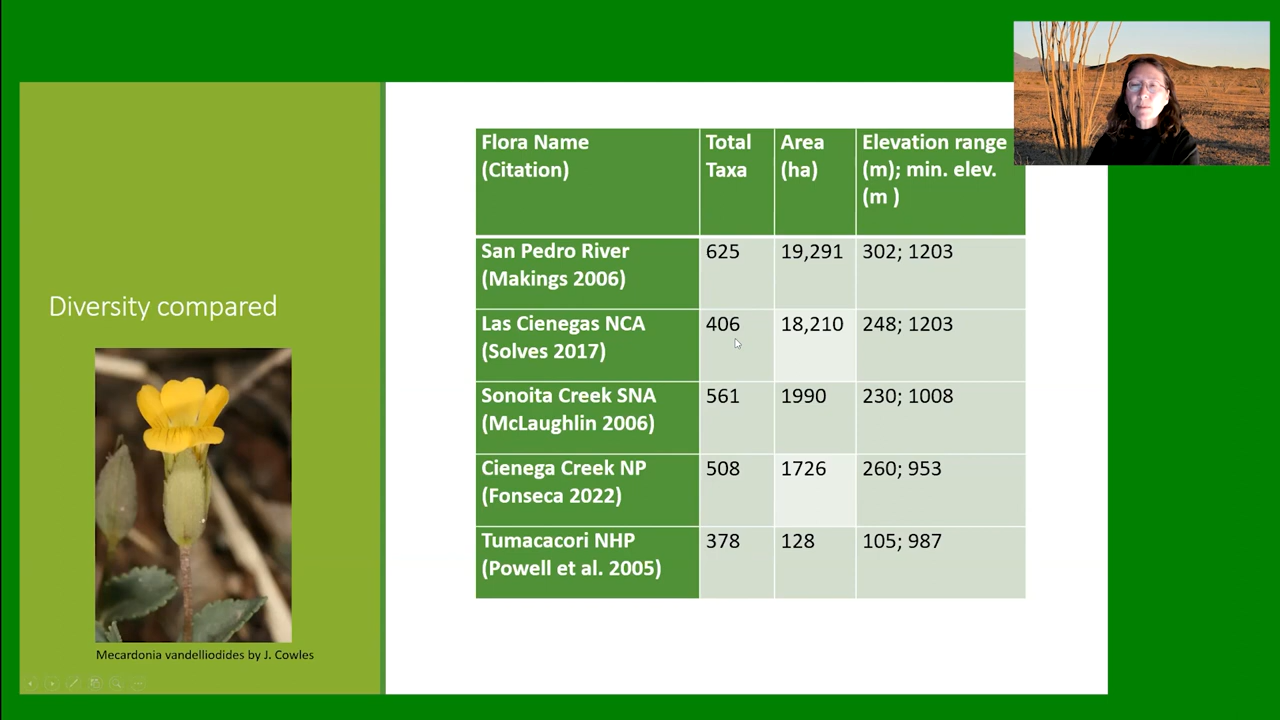 Diversity compared
Mecardonia vandelliodides by J. Cowles
Flora Name
(Citation)
Total
Taxa
Area
(ha)
Elevation range
(m); min. elev.
(m )
San Pedro River
(Makings 2006)
625
19,291
302; 1203
Las Cienegas NCA
(Solves 2017)
406
18,210
248; 1203
Sonoita Creek SNA
(McLaughlin 2006)
561
1990
230; 1008
Cienega Creek NP
(Fonseca 2022)
508
1726
260; 953
Tumacacori NHP
(Powell et al. 2005)
378
128
105; 987